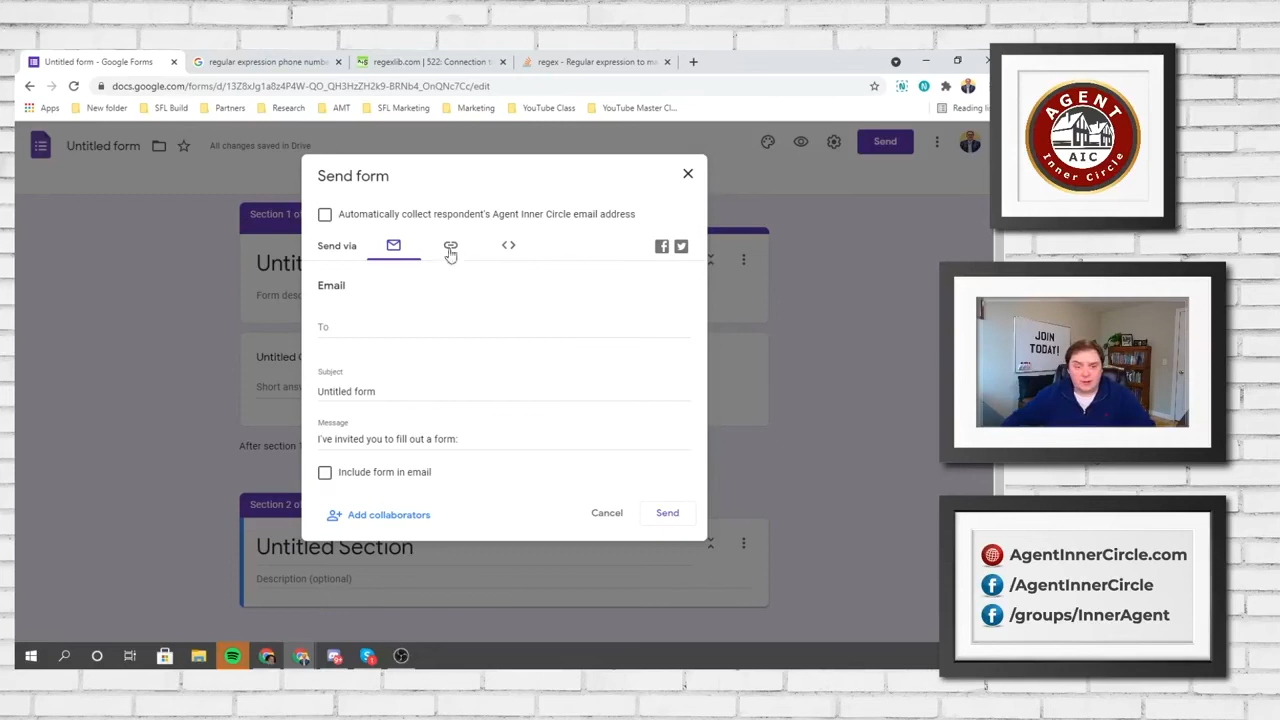 Untitled form - Google Forms
regular expression phone numb
regexlib.com | 522: Connection t
regex - Regular expression to m
docs.google.com/forms/d/13Z8xJg1a8z4P4W-QO_QH3HzZH2K9-BRNb4_OnQNc7Cc/edit
Apps
New folder
SFL Build
Partners
Research
AMT
SFL Marketing
Marketing
YouTube Class
YouTube Master Cl...
Reading lis
Untitled form
All changes saved in Drive
Send
Send form
Automatically collect respondent's Agent Inner Circle email address
Send via
Email
To
Subject
Untitled form
Message
I've invited you to fill out a form:
Include form in email
Add collaborators
Cancel
Send
Section 1 of
Untit
Form desc
Untitled Q
Short answ
After section 1
Section 2 of
Untitled Section
Description (optional)
AGENT
AIC
Inner Circle
JOIN
TODAY!
AgentInnerCircle.com
/AgentInnerCircle
/groups/InnerAgent